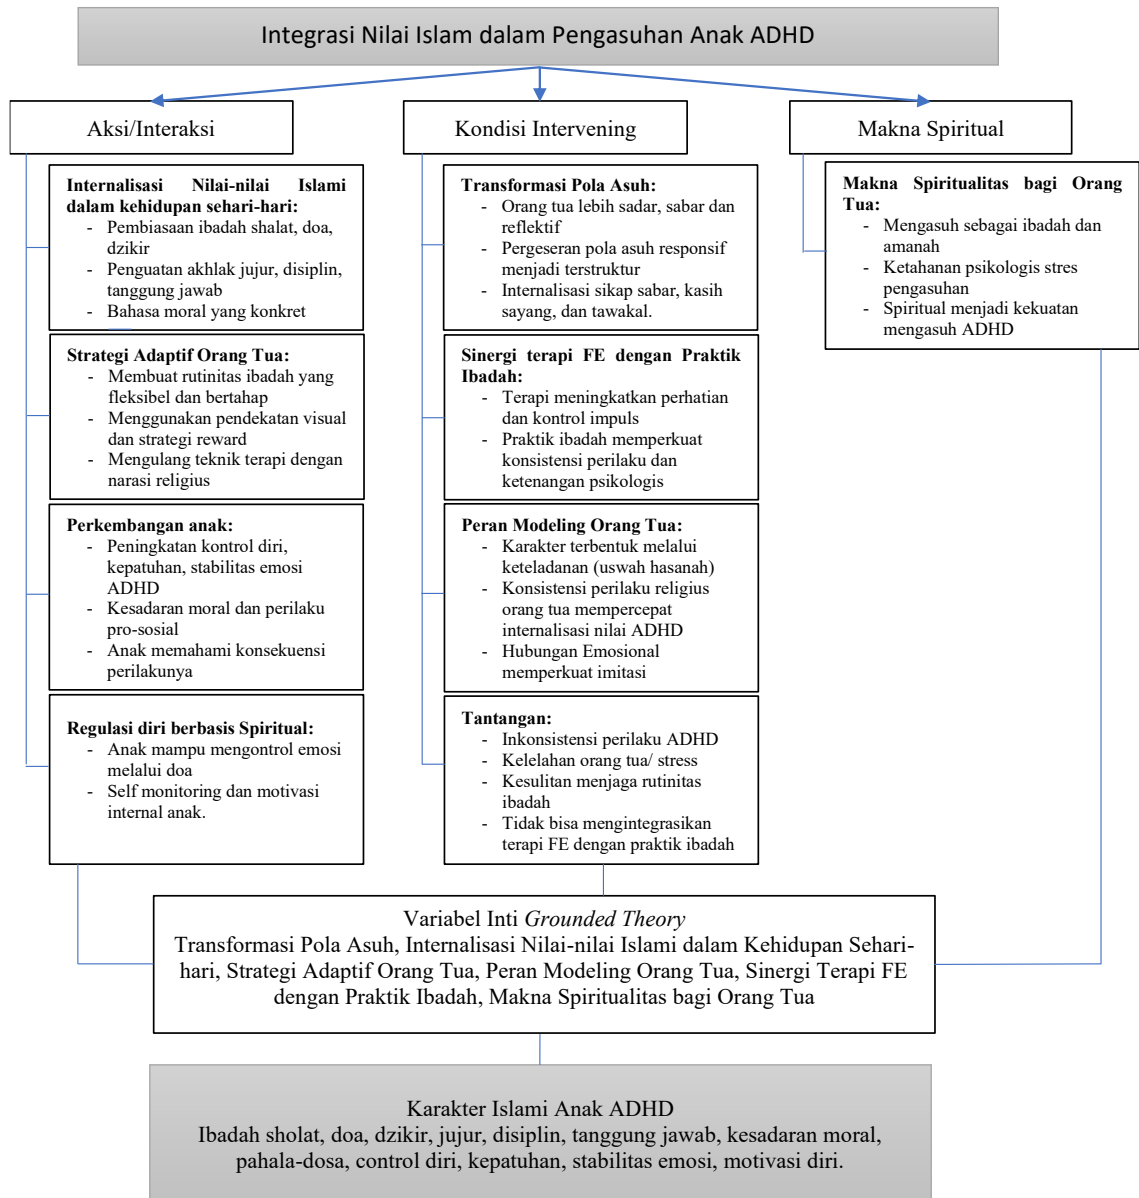 Integrasi Nilai Islam dalam Pengasuhan Anak ADHD
Aksi/Interaksi
Internalisasi Nilai-nilai Islami
dalam kehidupan sehari-hari:
- Pembiasaan ibadah shalat, doa,
dzikir
- Penguatan akhlak jujur, disiplin,
tanggung jawab
- Bahasa moral yang konkret
Strategi Adaptif Orang Tua:
- Membuat rutinitas ibadah yang
fleksibel dan bertahap
- Menggunakan pendekatan visual
dan strategi reward
- Mengulang teknik terapi dengan
narasi religius
Perkembangan anak:
- Peningkatan kontrol diri,
kepatuhan, stabilitas emosi
ADHD
- Kesadaran moral dan perilaku
pro-sosial
- Anak memahami konsekuensi
perilakunya
Regulasi diri berbasis Spiritual:
- Anak mampu mengontrol emosi
melalui doa
- Self monitoring dan motivasi
internal anak.
Kondisi Intervening
Transformasi Pola Asuh:
- Orang tua lebih sadar, sabar dan
reflektif
- Pergeseran pola asuh responsif
menjadi terstruktur
- Internalisasi sikap sabar, kasih
sayang, dan tawakal.
Sinergi terapi FE dengan Praktik
Ibadah:
- Terapi meningkatkan perhatian
dan kontrol impuls
- Praktik ibadah memperkuat
konsistensi perilaku dan
ketenangan psikologis
Peran Modeling Orang Tua:
- Karakter terbentuk melalui
keteladanan (uswah hasanah)
- Konsistensi perilaku religius
orang tua mempercepat
internalisasi nilai ADHD
- Hubungan Emosional
memperkuat imitasi
Tantangan:
- Inkonsistensi perilaku ADHD
- Kelelahan orang tua/ stress
- Kesulitan menjaga rutinitas
ibadah
- Tidak bisa mengintegrasikan
terapi FE dengan praktik ibadah
Makna Spiritual
Makna Spiritualitas bagi Orang
Tua:
- Mengasuh sebagai ibadah dan
amanah
- Ketahanan psikologis stres
pengasuhan
- Spiritual menjadi kekuatan
mengasuh ADHD
Variabel Inti Grounded Theory
Transformasi Pola Asuh, Internalisasi Nilai-nilai Islami dalam Kehidupan Sehari-
hari, Strategi Adaptif Orang Tua, Peran Modeling Orang Tua, Sinergi Terapi FE
dengan Praktik Ibadah, Makna Spiritualitas bagi Orang Tua
Karakter Islami Anak ADHD
Ibadah sholat, doa, dzikir, jujur, disiplin, tanggung jawab, kesadaran moral,
pahala-dosa, control diri, kepatuhan, stabilitas emosi, motivasi diri.